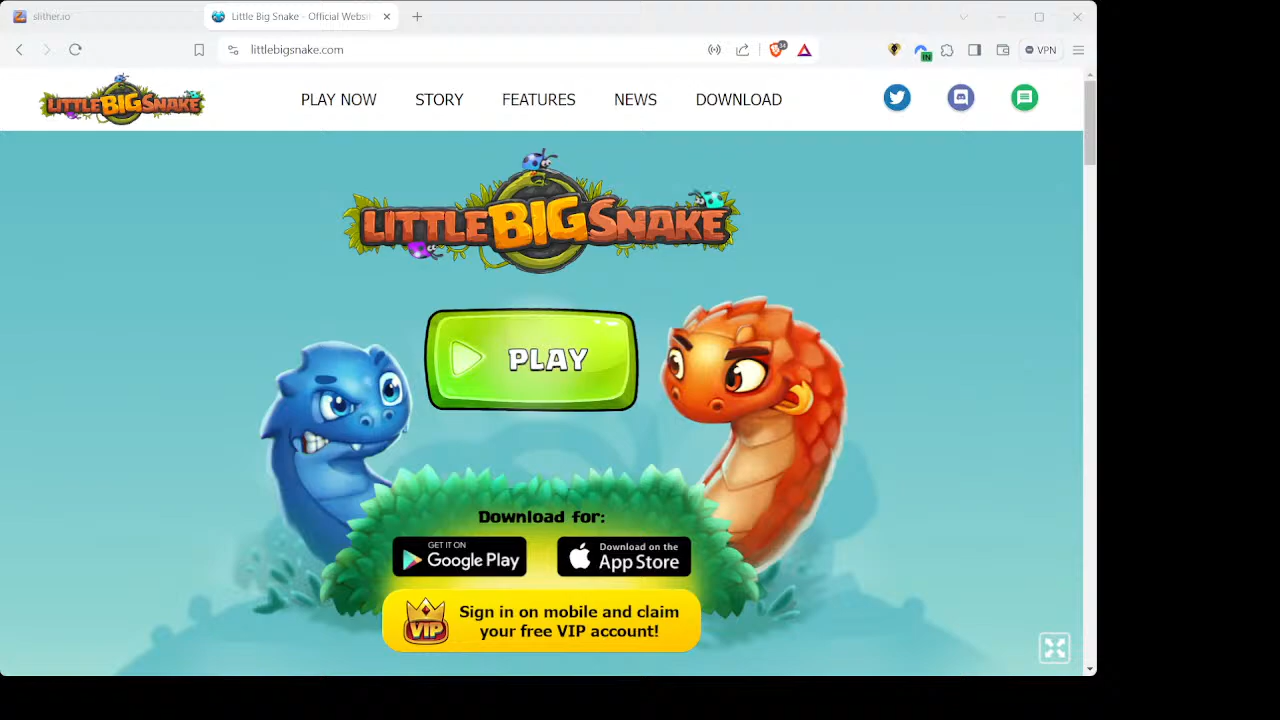 slither.io
Little Big Snake - Official Websit
littlebigsnake.com
VPN
LITTLE BIG SNAKE
PLAY NOW
STORY
FEATURES
NEWS
DOWNLOAD
LITTLE BIG SNAKE
PLAY
Download for:
GET IT ON
Google Play
Download on the
App Store
VIP
Sign in on mobile and claim
your free VIP account!